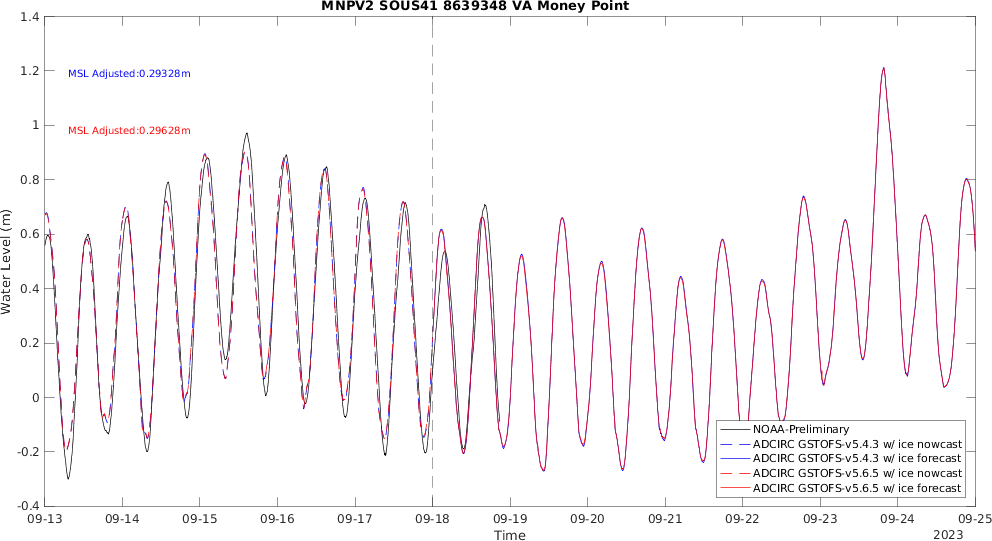 MNPV2 SOUS41 8639348 VA Money Point
1.4
1.2
1
0.8
0.6
0.4
0.2
0
-0.2
-0.4
Water Level (m)
MSL Adjusted:0.29328m
MSL Adjusted:0.29628m
NOAA-Preliminary
ADCIRC GSTOFS-v5.4.3 w/ ice nowcast
ADCIRC GSTOFS-v5.4.3 w/ ice forecast
ADCIRC GSTOFS-v5.6.5 w/ ice nowcast
ADCIRC GSTOFS-v5.6.5 w/ ice forecast
09-13 09-14 09-15 09-16 09-17 09-18 09-19 09-20 09-21 09-22 09-23 09-24 09-25
Time
2023